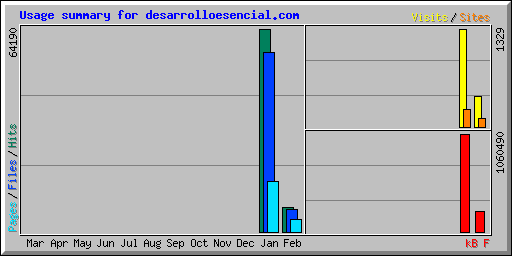 Usage summary for desarrolloesencial.com
Visits / Sites
64190
Pages / Files / Hits
1329
1060490
Mar Apr May Jun Jul Aug Sep Oct Nov Dec Jan Feb
kB F